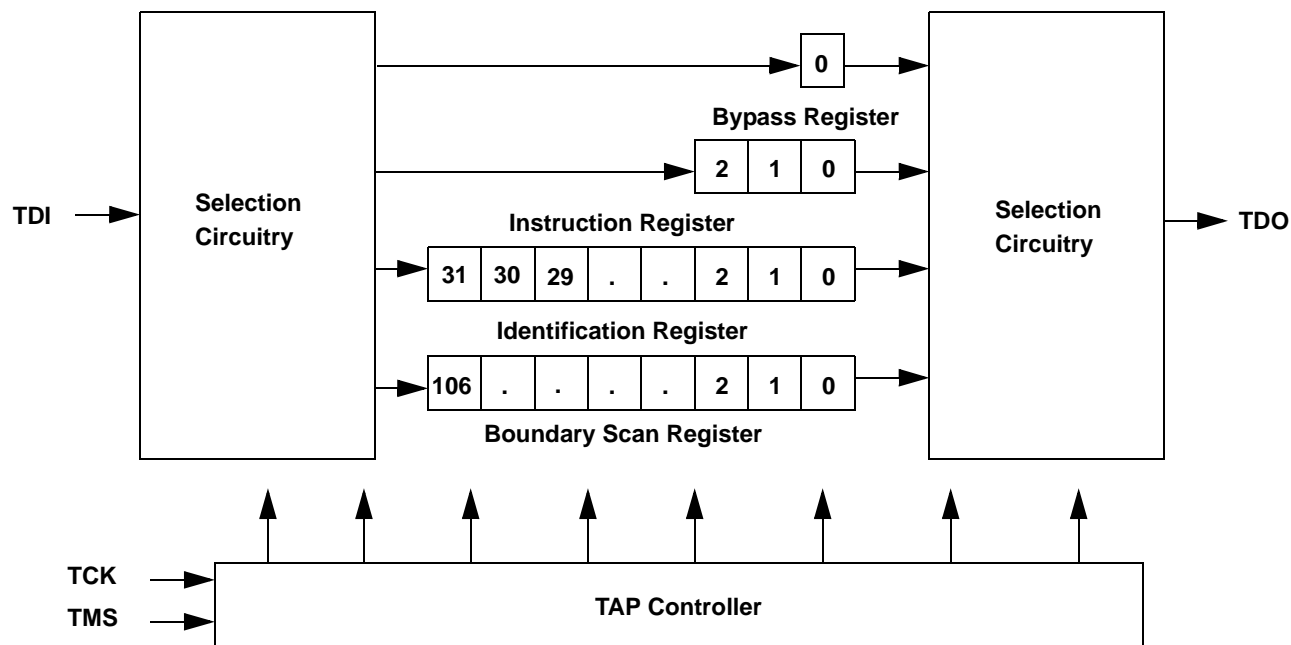 0
Bypass Register
2 1 0
TDI
Selection
Circuitry
Instruction Register
Selection
Circuitry
TDO
31 30 29 . . 2 1 0
Identification Register
106 . . . . 2 1 0
Boundary Scan Register
TCK
TMS
TAP Controller